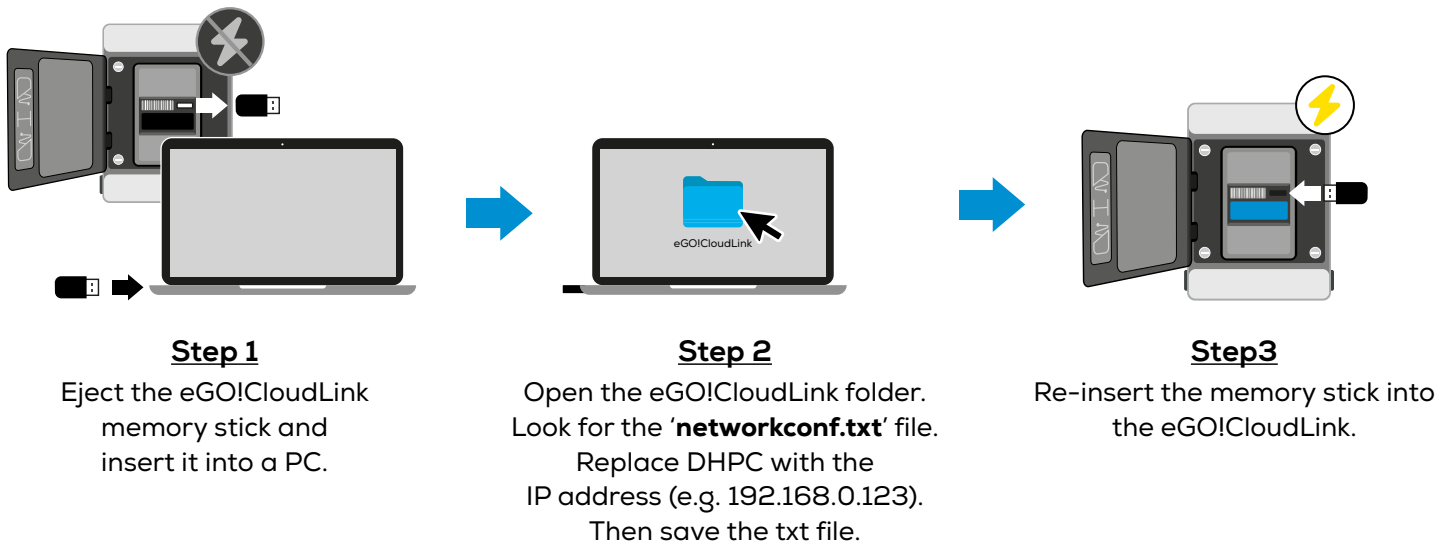 eGO!CloudLink
Step 1
Eject the eGO!CloudLink
memory stick and
insert it into a PC.
Step 2
Open the eGO!CloudLink folder.
Look for the ‘networkconf.txt’ file.
Replace DHPC with the
IP address (e.g. 192.168.0.123).
Then save the txt file.
Step3
Re-insert the memory stick into
the eGO!CloudLink.